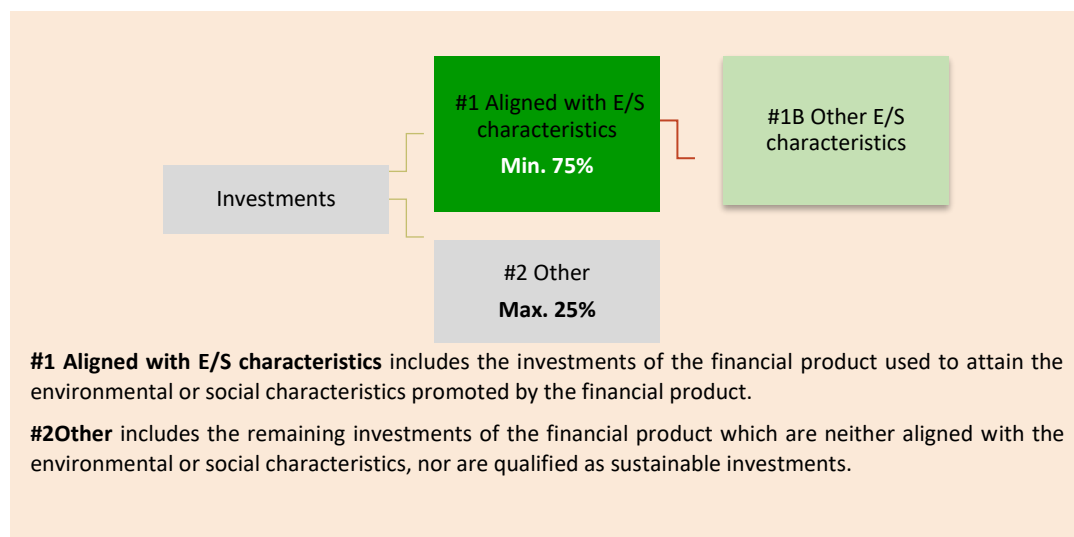 #1 Aligned with E/S
characteristics
Min. 75%
#1B Other E/S
characteristics
Investments
#2 Other
Max. 25%
#1 Aligned with E/S characteristics includes the investments of the financial product used to attain the
environmental or social characteristics promoted by the financial product.
#2Other includes the remaining investments of the financial product which are neither aligned with the
environmental or social characteristics, nor are qualified as sustainable investments.